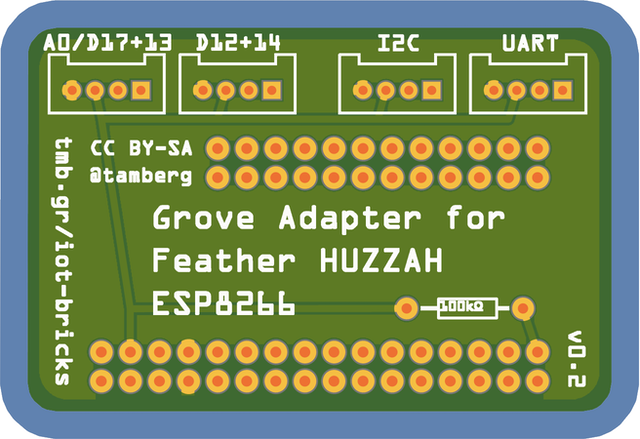 A0/D17+13 D12+14 I2C UART
CC BY-SA
@tamberg
tmb.gr/iot-bricks
Grove Adapter for
Feather HUZZAH
ESP8266
100kΩ
v0.2